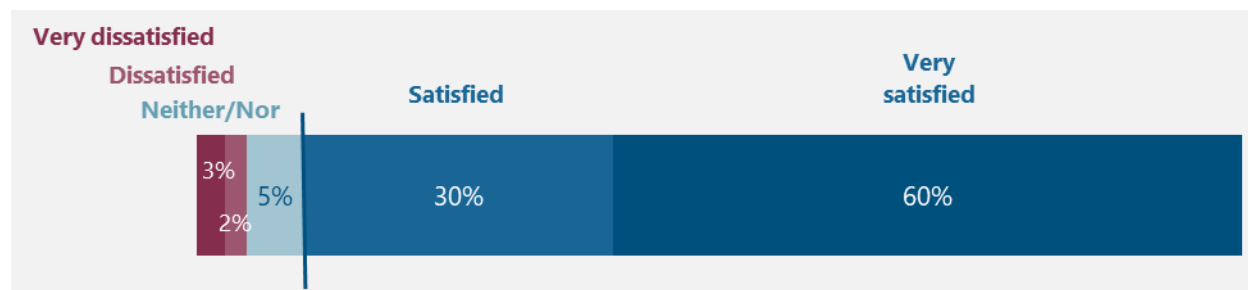 Very dissatisfied
Dissatisfied
Neither/Nor
Satisfied
Very
satisfied
3%
2%
5%
30%
60%